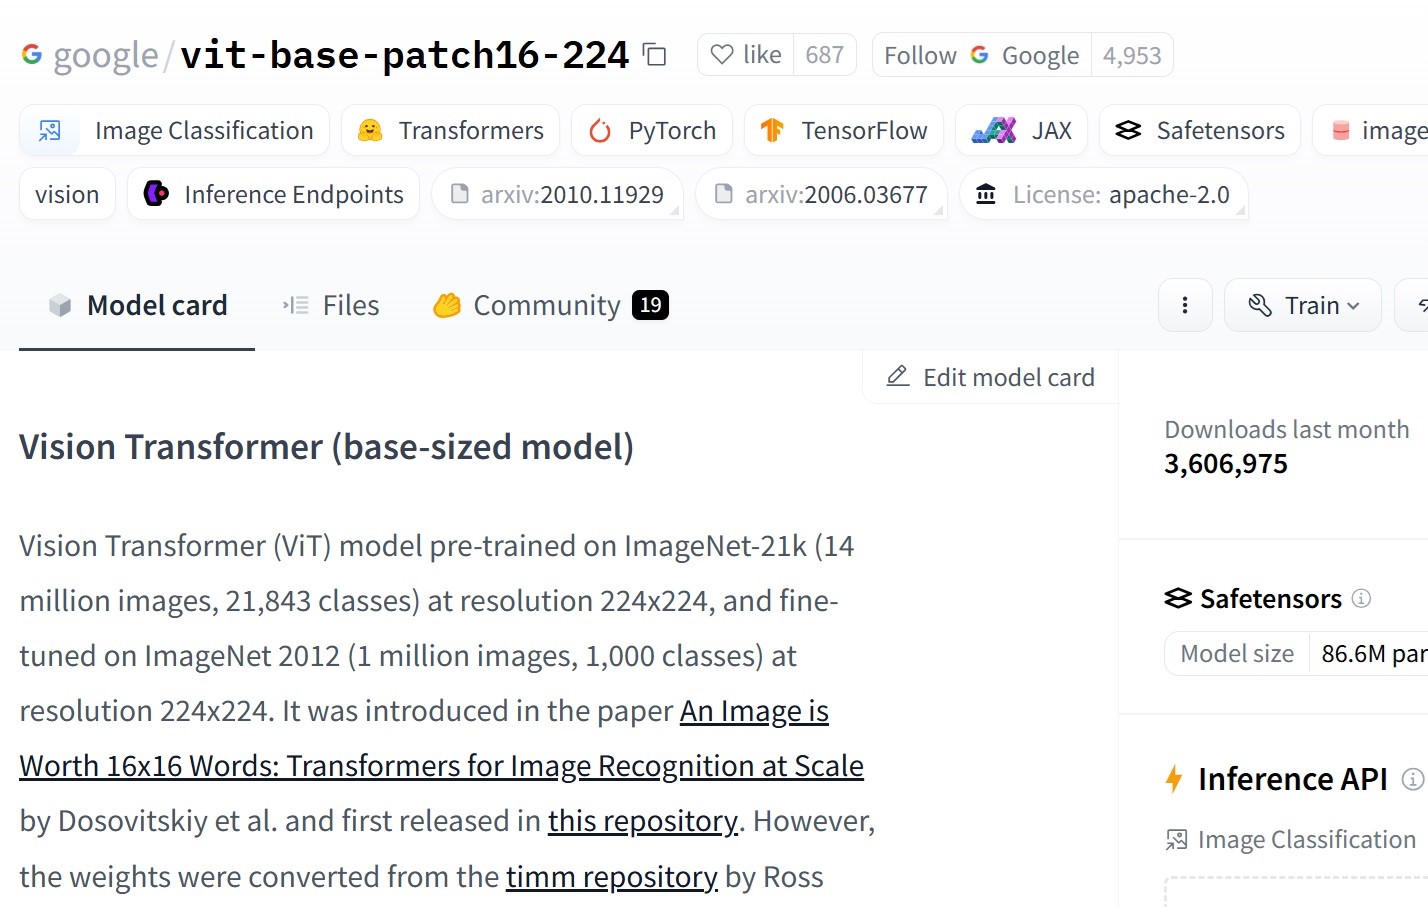 google/vit-base-patch16-224 like 687 Follow Google 4,953
Image Classification Transformers PyTorch TensorFlow JAX Safetensors image
vision Inference Endpoints arxiv:2010.11929 arxiv:2006.03677 License: apache-2.0
Model card Files Community 19 Train
Edit model card
Vision Transformer (base-sized model)
Vision Transformer (ViT) model pre-trained on ImageNet-21k (14
million images, 21,843 classes) at resolution 224x224, and fine-
tuned on ImageNet 2012 (1 million images, 1,000 classes) at
resolution 224x224. It was introduced in the paper An Image is
Worth 16x16 Words: Transformers for Image Recognition at Scale
by Dosovitskiy et al. and first released in this repository. However,
the weights were converted from the timm repository by Ross
Downloads last month
3,606,975
Safetensors
Model size 86.6M par
Inference API
Image Classification